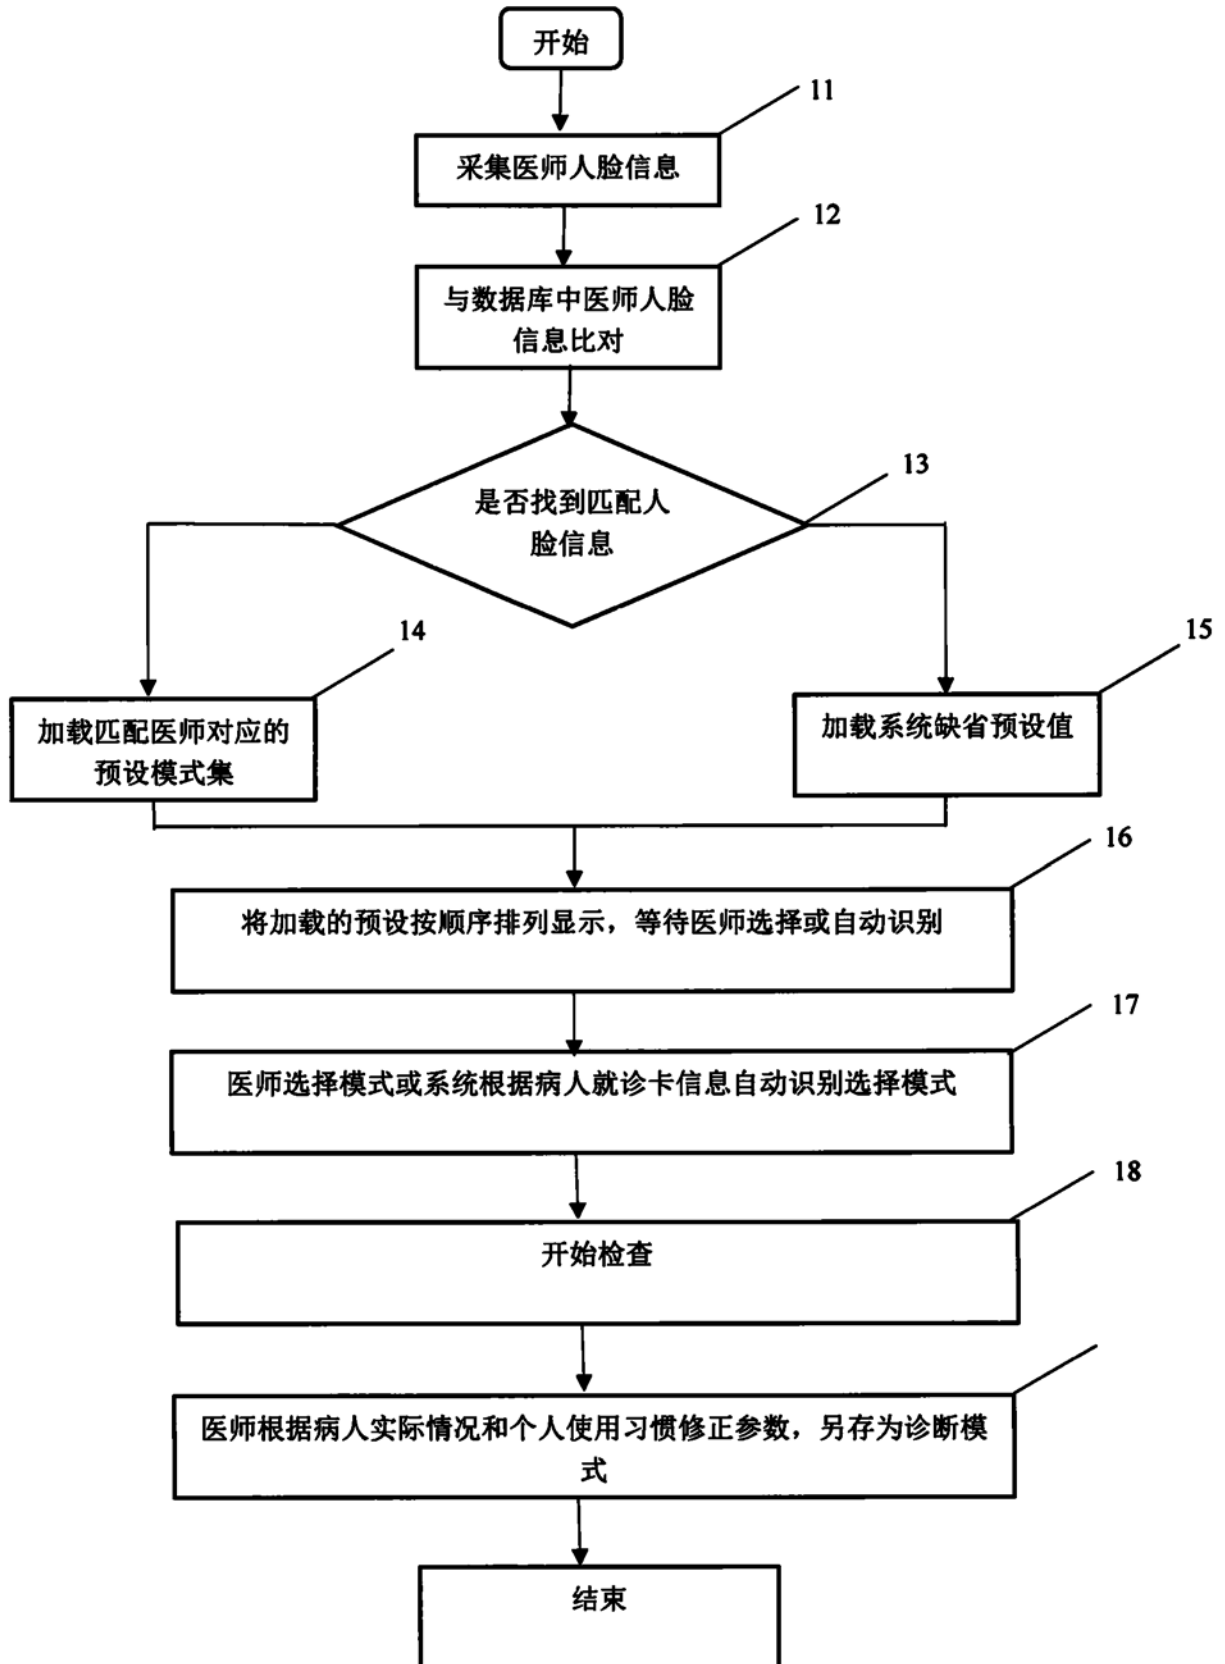 开始
11
采集医师人脸信息
12
与数据库中医师人脸
信息比对
13
是否找到匹配人
脸信息
14
加载匹配医师对应的
预设模式集
15
加载系统缺省预设值
16
将加载的预设按顺序排列显示，等待医师选择或自动识别
17
医师选择模式或系统根据病人就诊卡信息自动识别选择模式
18
开始检查
医师根据病人实际情况和个人使用习惯修正参数，另存为诊断模
式
结束